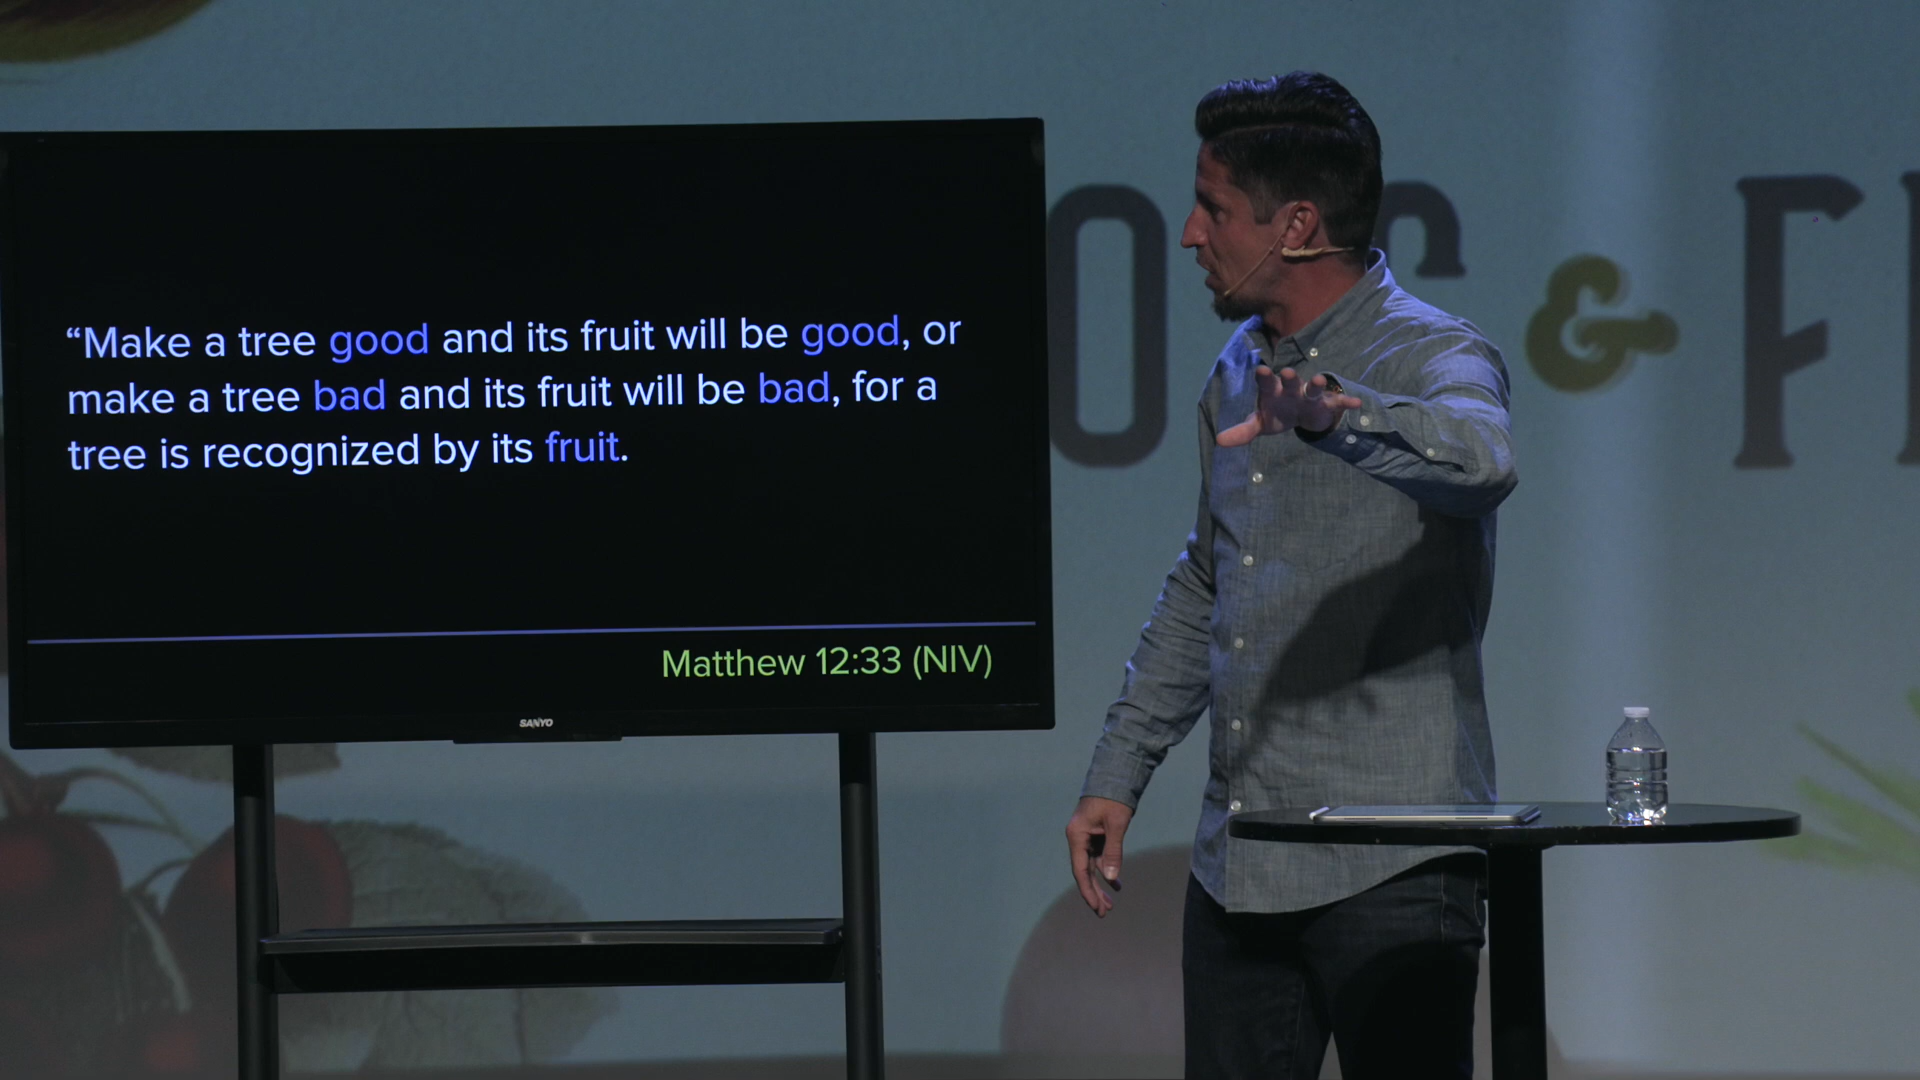 “Make a tree good and its fruit will be good, or
make a tree bad and its fruit will be bad, for a
tree is recognized by its fruit.
Matthew 12:33 (NIV)
SANYO
&